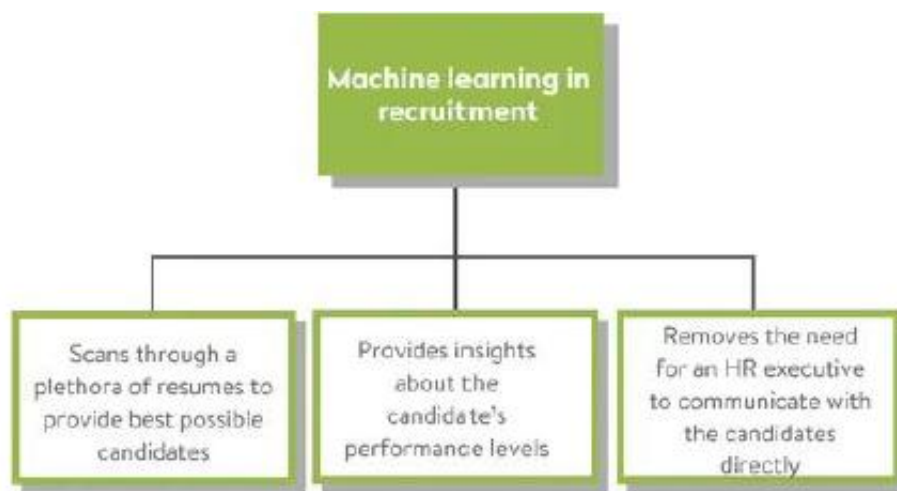 Machine learning in
recruitment
Scans through a
plethora of resumes to
provide best possible
candidates
Provides insights
about the
candidate's
performance levels
Removes the need
for an HR executive
to communicate with
the candidates
directly